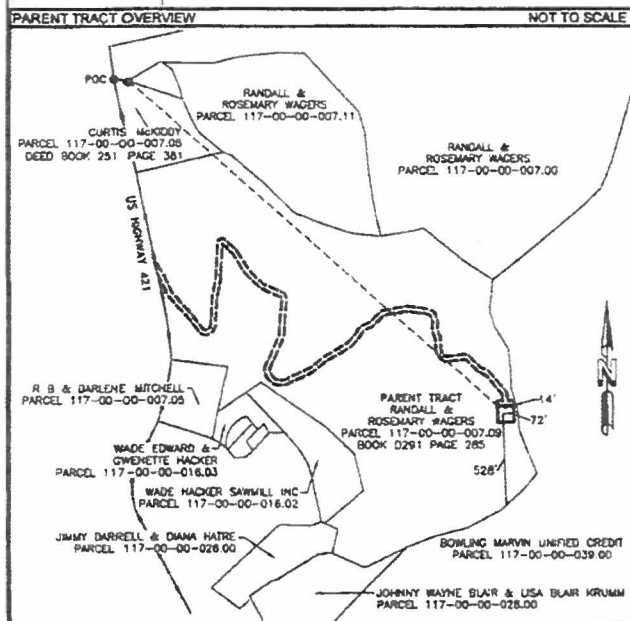 PARENT TRACT OVERVIEW
NOT TO SCALE
POC
RANDALL &
ROSEMARY WAGERS
PARCEL 117-00-00-007.11
CURTIS McKIDDY
PARCEL 117-00-00-007.06
DEED BOOK 251 PAGE 381
RANDALL &
ROSEMARY WAGERS
PARCEL 117-00-00-007.00
US HIGHWAY 421
N
R B & DARLENE MITCHELL
PARCEL 117-00-00-007.05
PARENT TRACT
RANDALL &
ROSEMARY WAGERS
PARCEL 117-00-00-007.09
BOOK D291 PAGE 265
14'
72'
528'
WADE EDWARD &
GWENETTE HACKER
PARCEL 117-00-00-016.03
WADE HACKER SAWMILL INC
PARCEL 117-00-00-016.02
JIMMY DARRELL & DIANA HATRE
PARCEL 117-00-00-026.00
BOWLING MARVIN UNIFIED CREDIT
PARCEL 117-00-00-039.00
JOHNNY WAYNE BLAIR & LISA BLAIR KRUMM
PARCEL 117-00-00-028.00